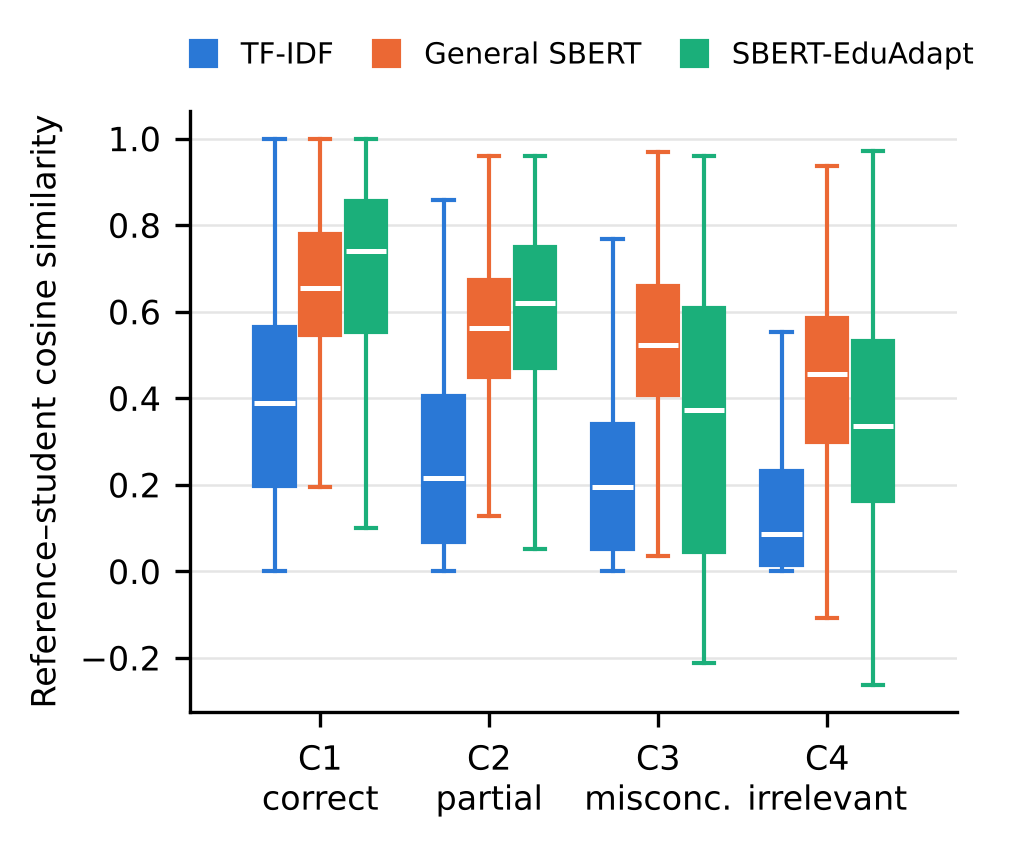 TF-IDF General SBERT SBERT-EduAdapt
Reference–student cosine similarity
1.0
0.8
0.6
0.4
0.2
0.0
−0.2
C1 C2 C3 C4
correct partial misconc. irrelevant